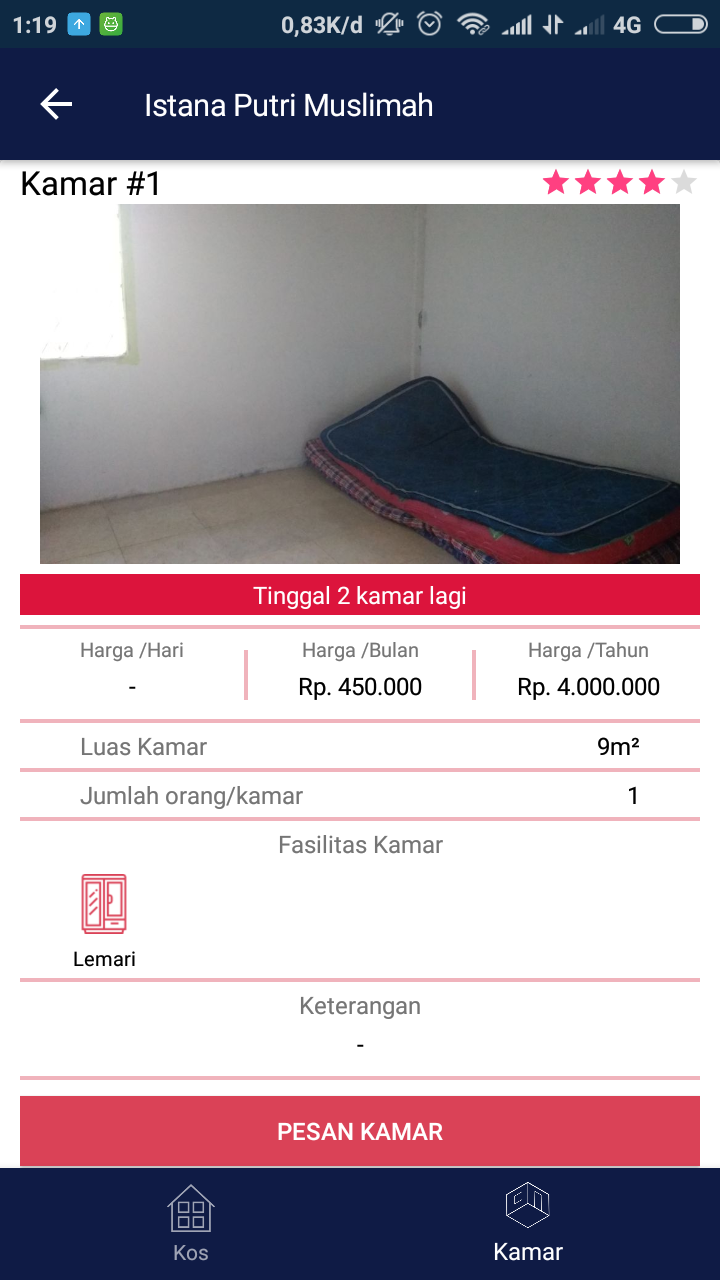 1:19 0,83K/d 4G
Istana Putri Muslimah
Kamar #1
Tinggal 2 kamar lagi
Harga /Hari Harga /Bulan Harga /Tahun
- Rp. 450.000 Rp. 4.000.000
Luas Kamar 9m²
Jumlah orang/kamar 1
Fasilitas Kamar
Lemari
Keterangan
-
PESAN KAMAR
Kos Kamar